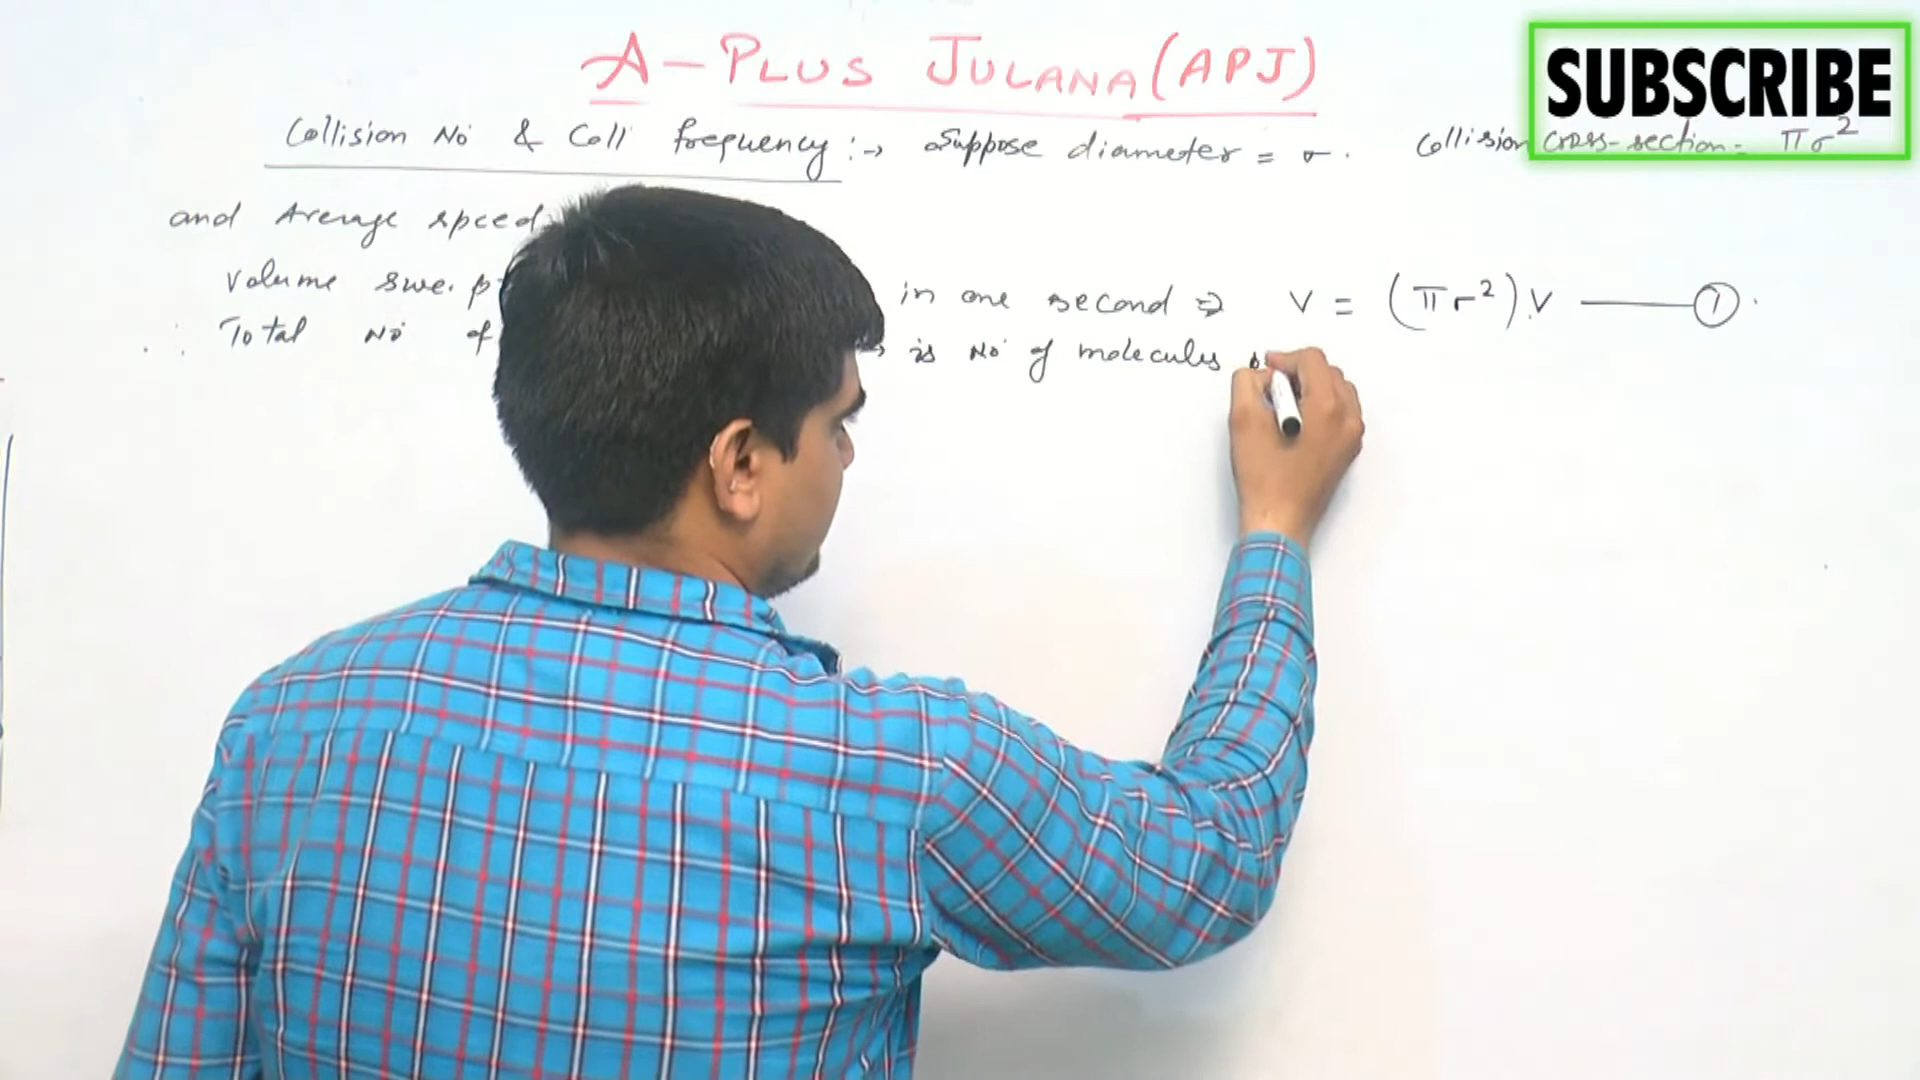 A-PLUS JULANA (APJ)
SUBSCRIBE
Collision No & Coll frequency :→ Suppose diameter = σ. Collision cross-section = πσ²
and Average speed
Volume swe in one second ⇒ V = (πσ²).V —— ①.
∴ Total No of is No of molecules